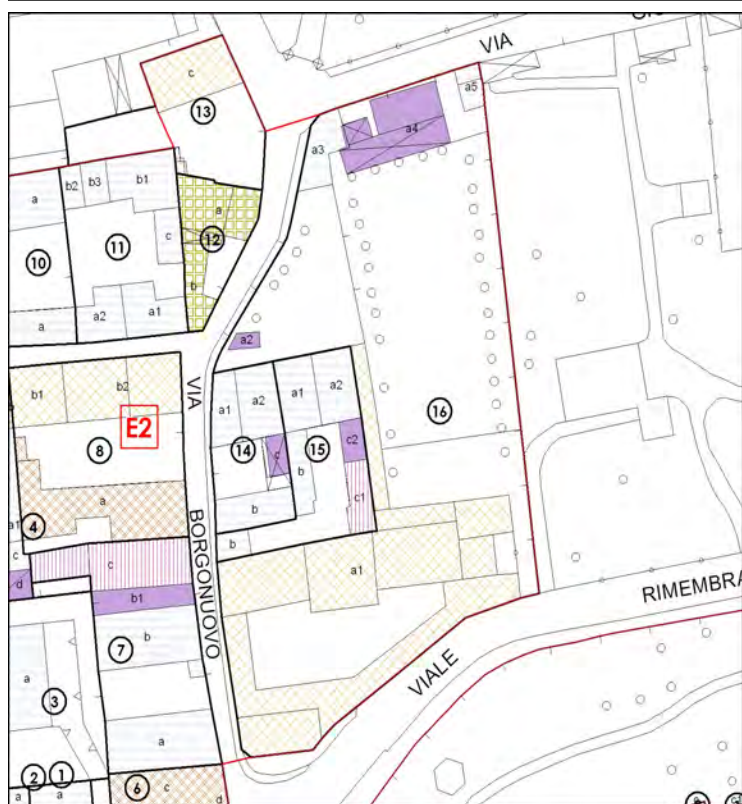 VIA
c
13
a5
a4
a3
b2
b3
b1
a
a
c
12
10
11
b
a
a2
a1
a2
b1
b2
VIA
a1
a2
a1
a2
16
E2
8
14
c
15
c2
b
a
b
c1
4
a1
c
b
c
a1
d
b1
BORGONUOVO
RIMEMBRA
7
b
VIALE
a
3
a
2
1
6
c
a
a
d